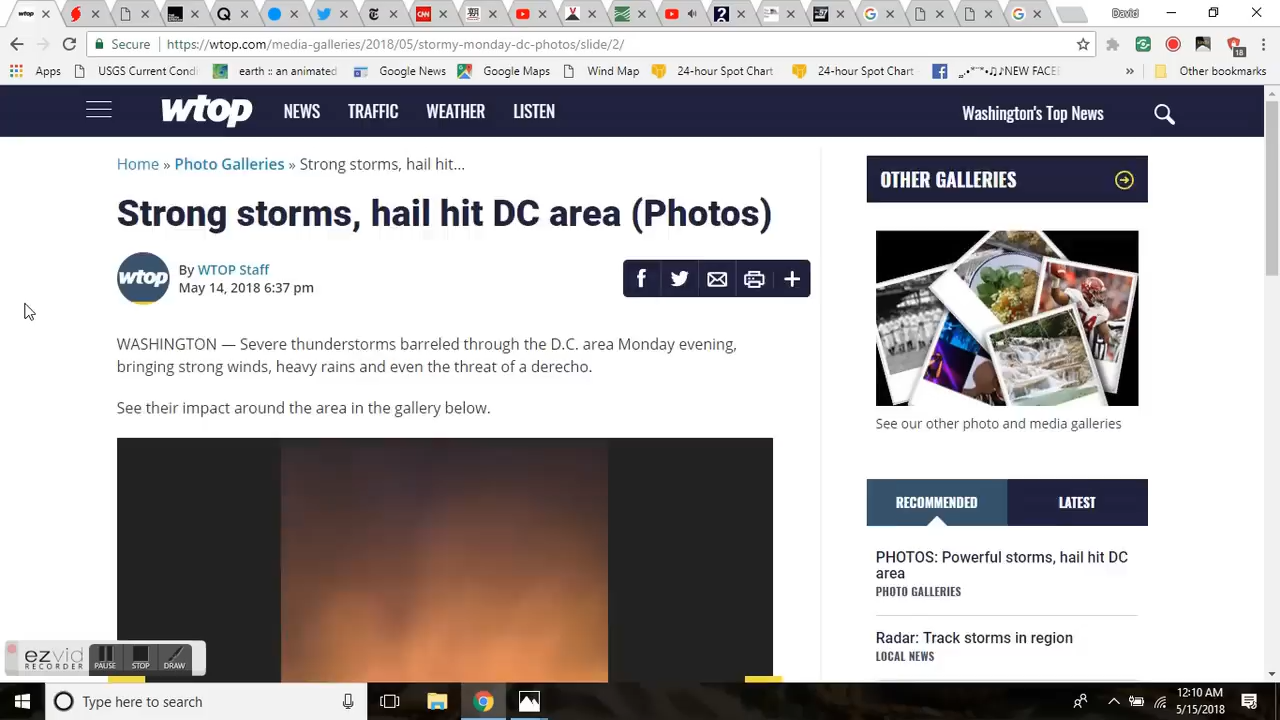 wtop
CNN
David
Secure
https://wtop.com/media-galleries/2018/05/stormy-monday-dc-photos/slide/2/
18
Apps
USGS Current Condi
earth :: an animated
Google News
Google Maps
Wind Map
24-hour Spot Chart
24-hour Spot Chart
NEW FACE
»
Other bookmarks
wtop
NEWS
TRAFFIC
WEATHER
LISTEN
Washington's Top News
Home » Photo Galleries » Strong storms, hail hit...
Strong storms, hail hit DC area (Photos)
wtop
By WTOP Staff
May 14, 2018 6:37 pm
WASHINGTON — Severe thunderstorms barreled through the D.C. area Monday evening,
bringing strong winds, heavy rains and even the threat of a derecho.
See their impact around the area in the gallery below.
OTHER GALLERIES
See our other photo and media galleries
RECOMMENDED
LATEST
PHOTOS: Powerful storms, hail hit DC
area
PHOTO GALLERIES
Radar: Track storms in region
LOCAL NEWS
ezvid
RECORDER
PAUSE
STOP
DRAW
Type here to search
12:10 AM
5/15/2018